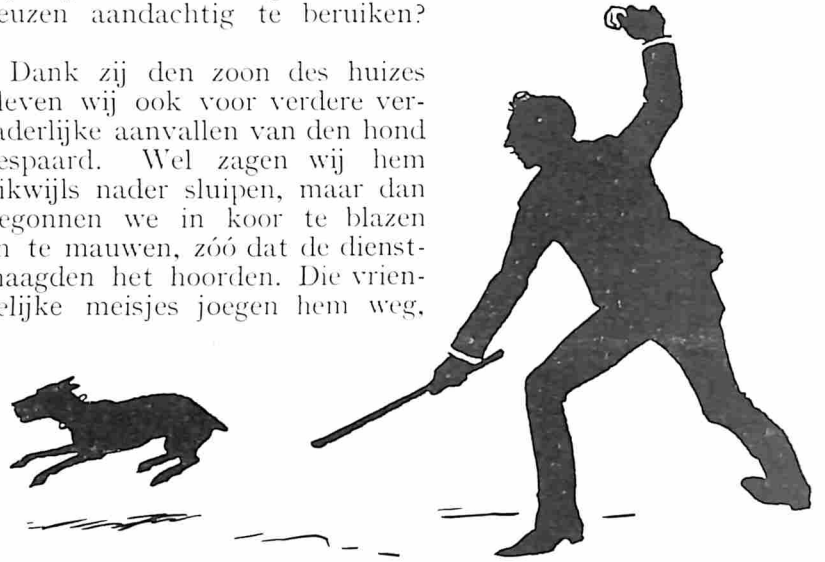 euzen aandachtig te beruiken?
Dank zij den zoon des huizes
leven wij ook voor verdere ver-
aderlijke aanvallen van den hond
espaard. Wel zagen wij hem
ikwijls nader sluipen, maar dan
egonnen we in koor te blazen
n te mauwen, zóó dat de dienst-
naagden het hoorden. Die vrien-
elijke meisjes joegen hem weg,